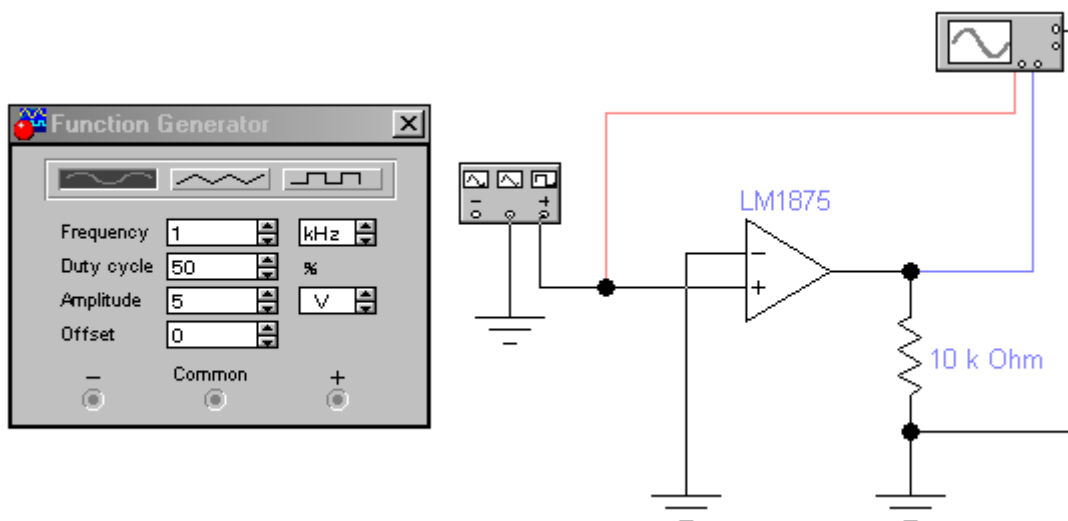 Function Generator
Frequency 1 kHz
Duty cycle 50 %
Amplitude 5 V
Offset 0
− Common +
− +
LM1875
− 
+
10 k Ohm